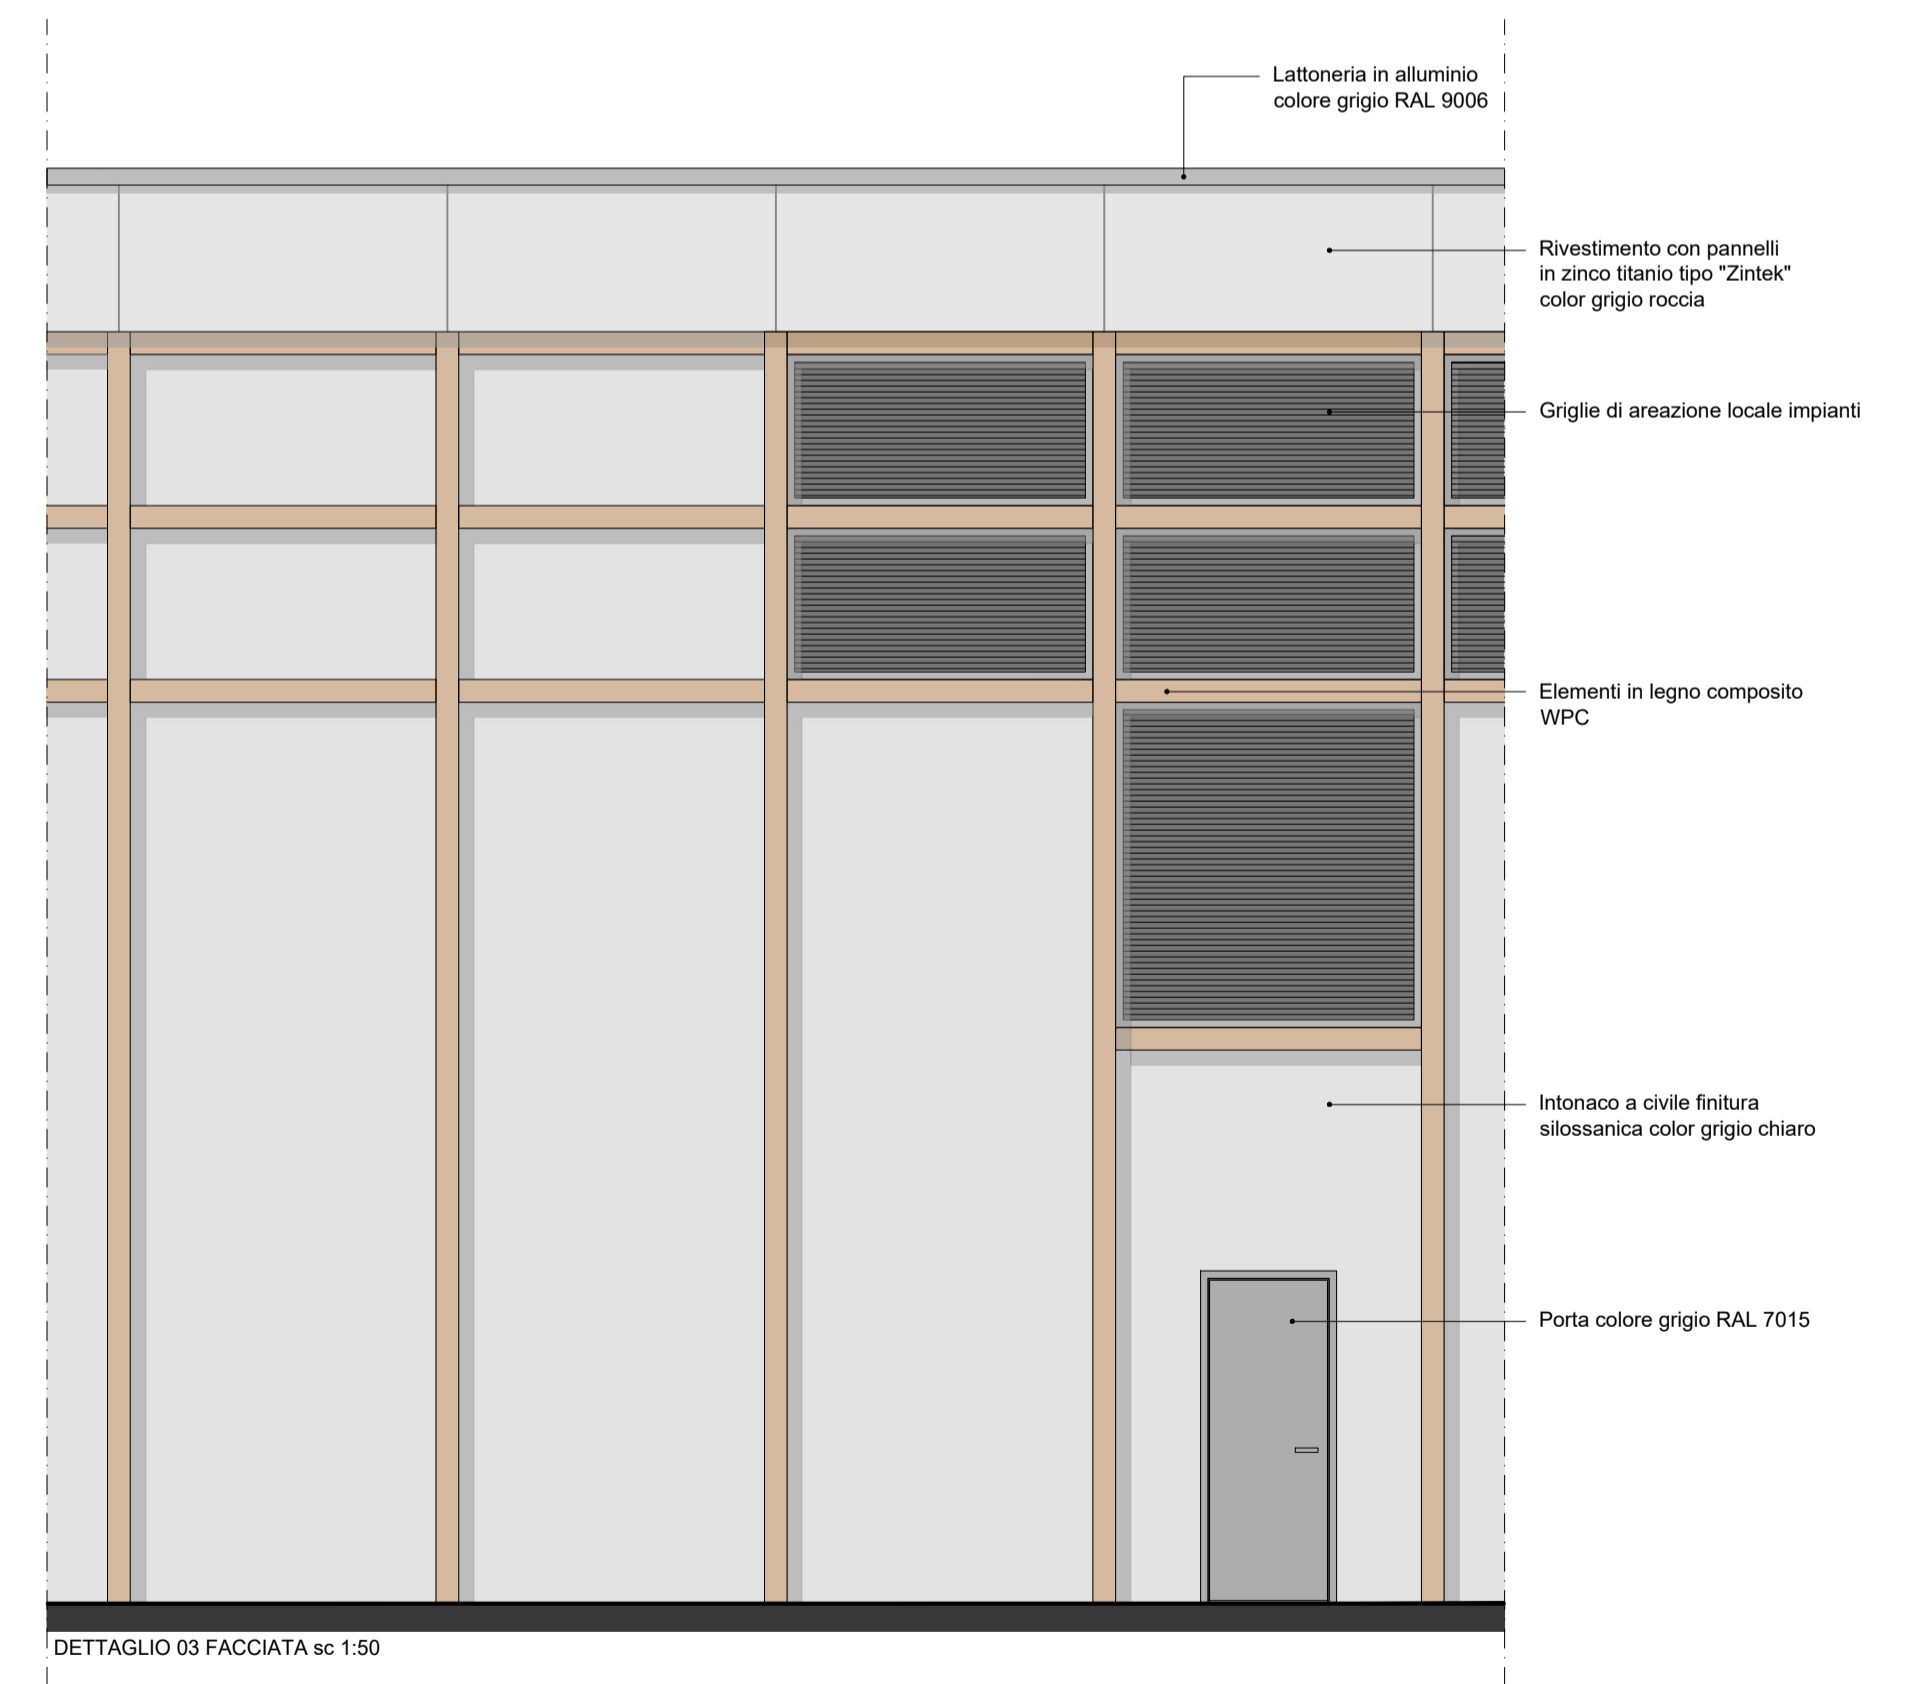 Lattoneria in alluminio
colore grigio RAL 9006
Rivestimento con pannelli
in zinco titanio tipo "Zintek"
color grigio roccia
Griglie di areazione locale impianti
Elementi in legno composito
WPC
Intonaco a civile finitura
silossanica color grigio chiaro
Porta colore grigio RAL 7015
DETTAGLIO 03 FACCIATA sc 1:50